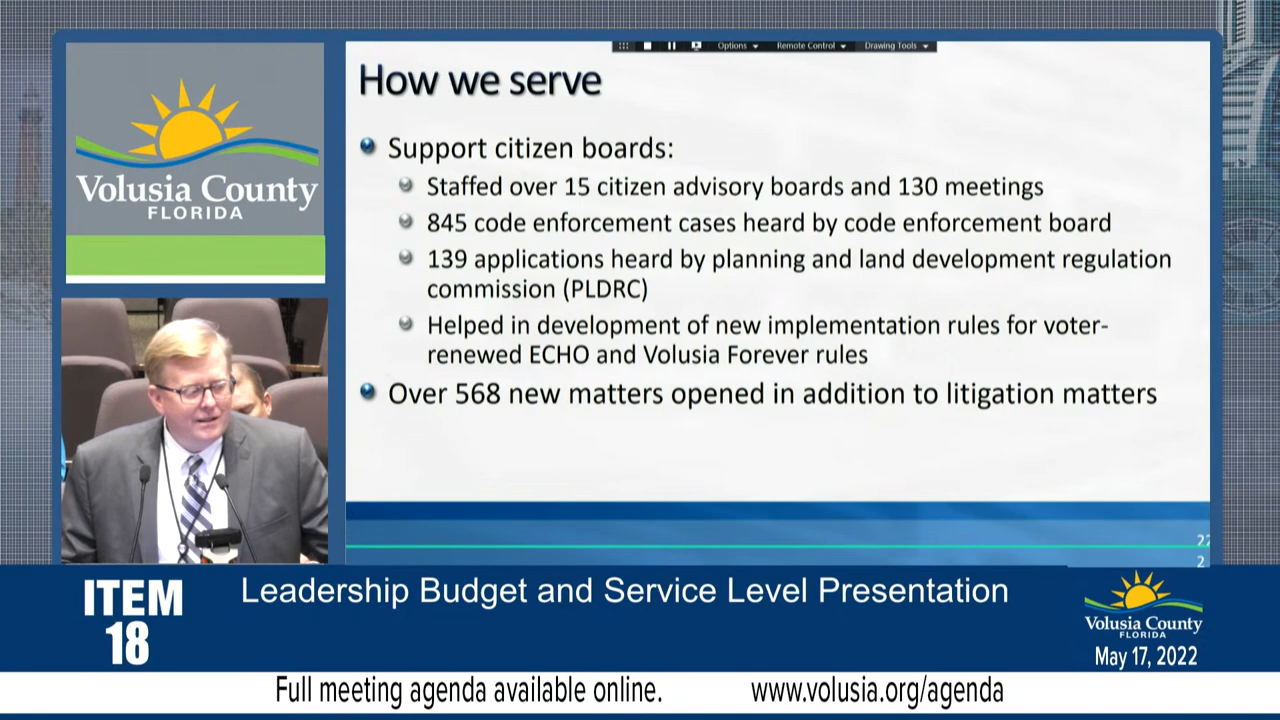 Options
Remote Control
Drawing Tools
How we serve
Volusia County
FLORIDA
Support citizen boards:
Staffed over 15 citizen advisory boards and 130 meetings
845 code enforcement cases heard by code enforcement board
139 applications heard by planning and land development regulation
commission (PLDRC)
Helped in development of new implementation rules for voter-
renewed ECHO and Volusia Forever rules
Over 568 new matters opened in addition to litigation matters
22
2
ITEM
18
Leadership Budget and Service Level Presentation
Volusia County
FLORIDA
May 17, 2022
Full meeting agenda available online.
www.volusia.org/agenda